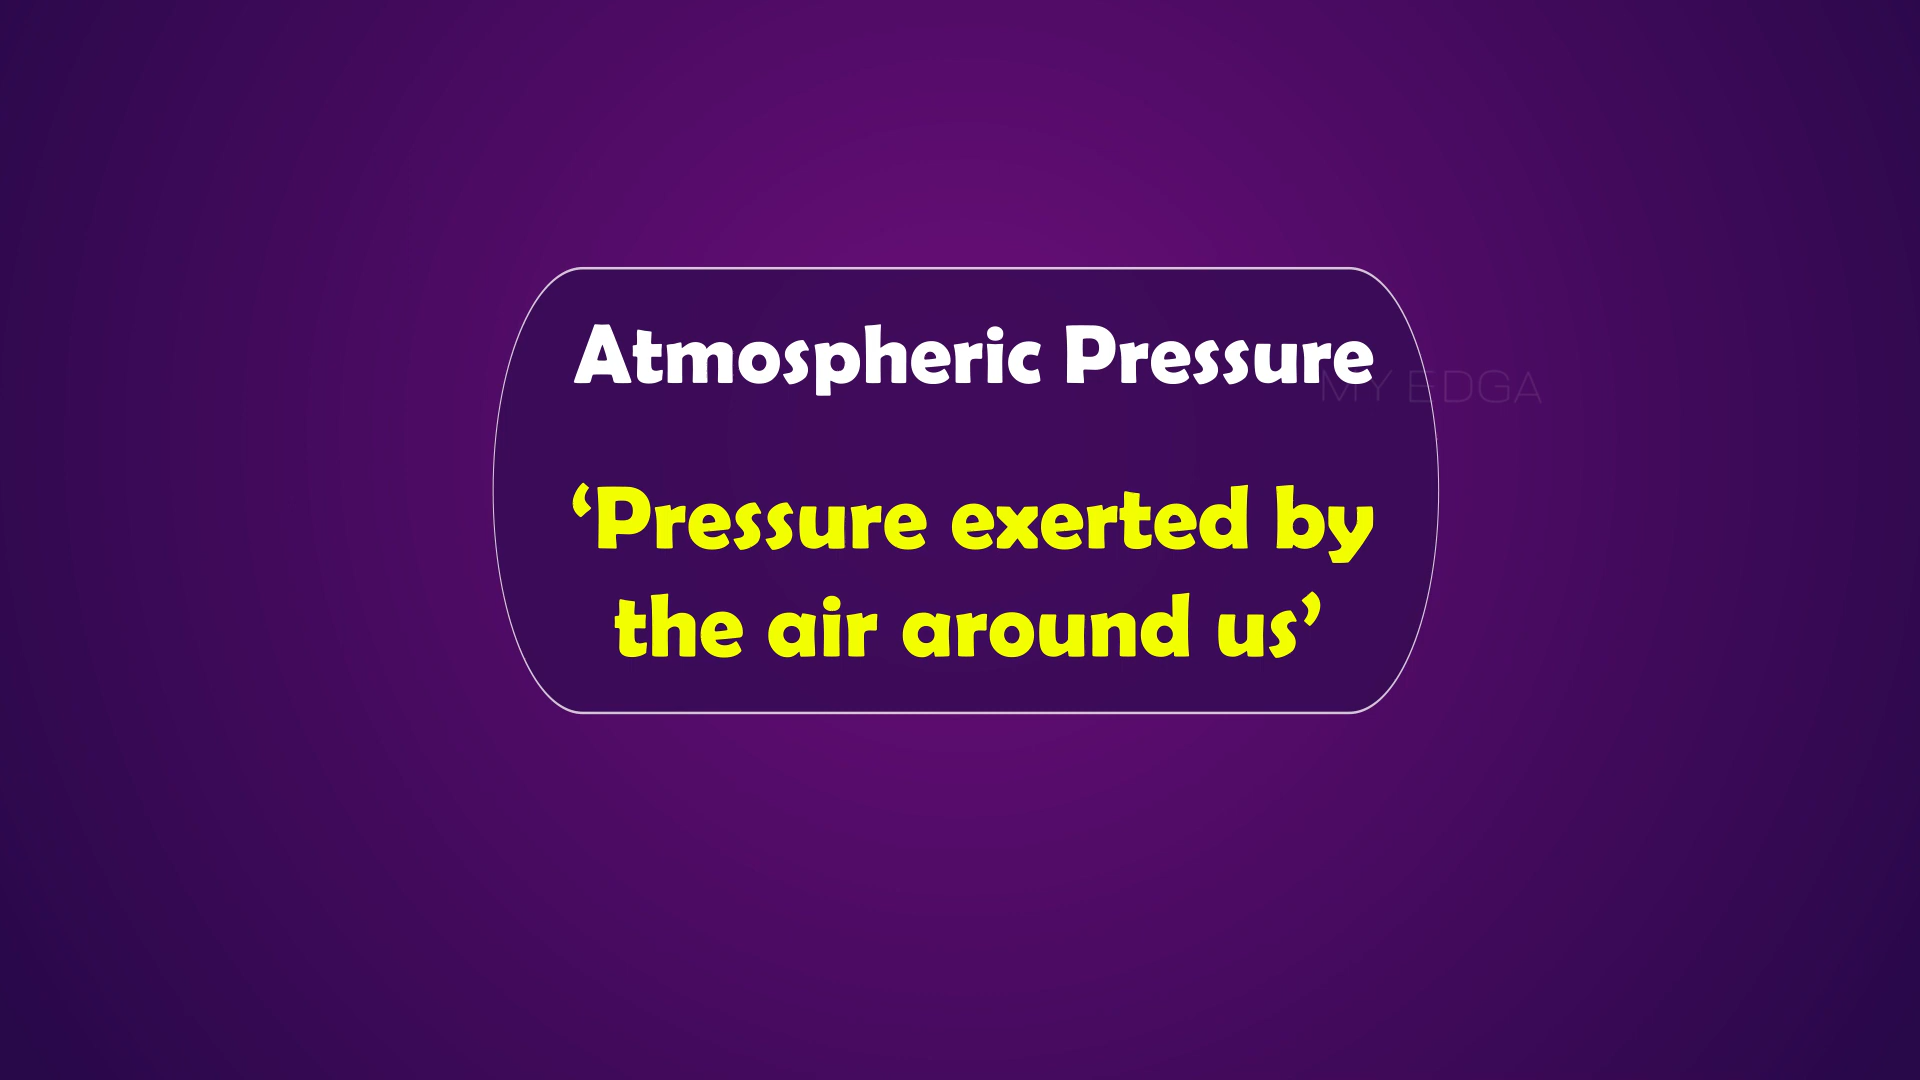 Atmospheric Pressure
MY EDGA
‘Pressure exerted by
the air around us’